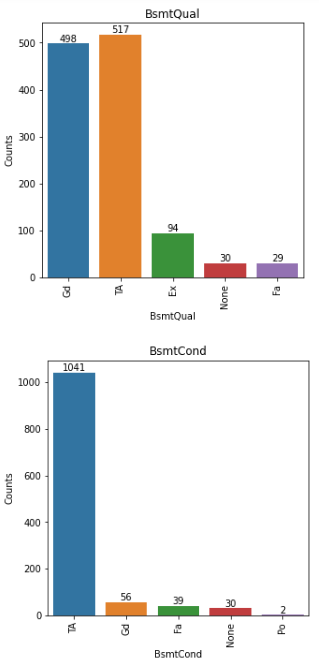 BsmtQual
517
498
500
400
300
Counts
200
100
94
30
29
0
Gd
TA
Ex
None
Fa
BsmtQual
BsmtCond
1041
1000
800
600
Counts
400
200
56
39
30
2
0
TA
Gd
Fa
None
Po
BsmtCond